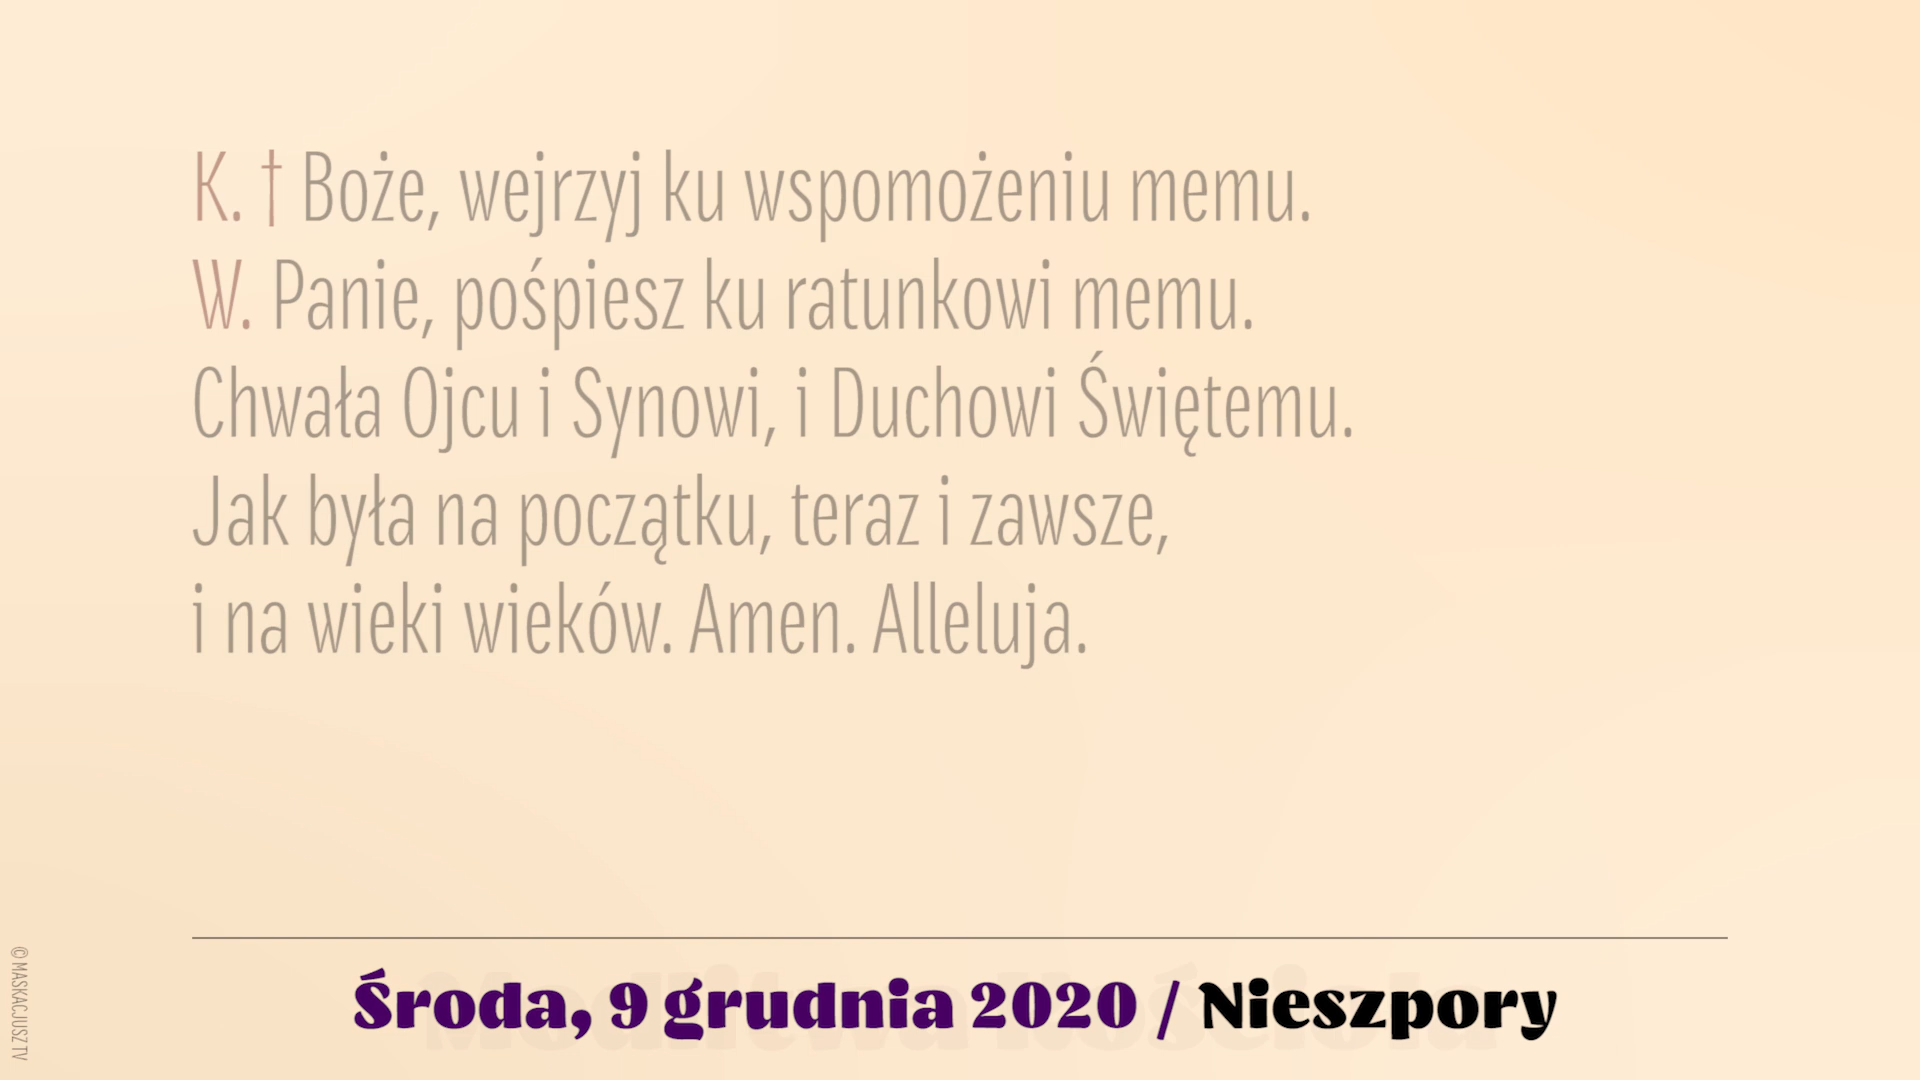 K. † Boże, wejrzyj ku wspomożeniu memu.
W. Panie, pośpiesz ku ratunkowi memu.
Chwała Ojcu i Synowi, i Duchowi Świętemu.
Jak była na początku, teraz i zawsze,
i na wieki wieków. Amen. Alleluja.
Środa, 9 grudnia 2020 / Nieszpory
© MASKACJUSZ TV